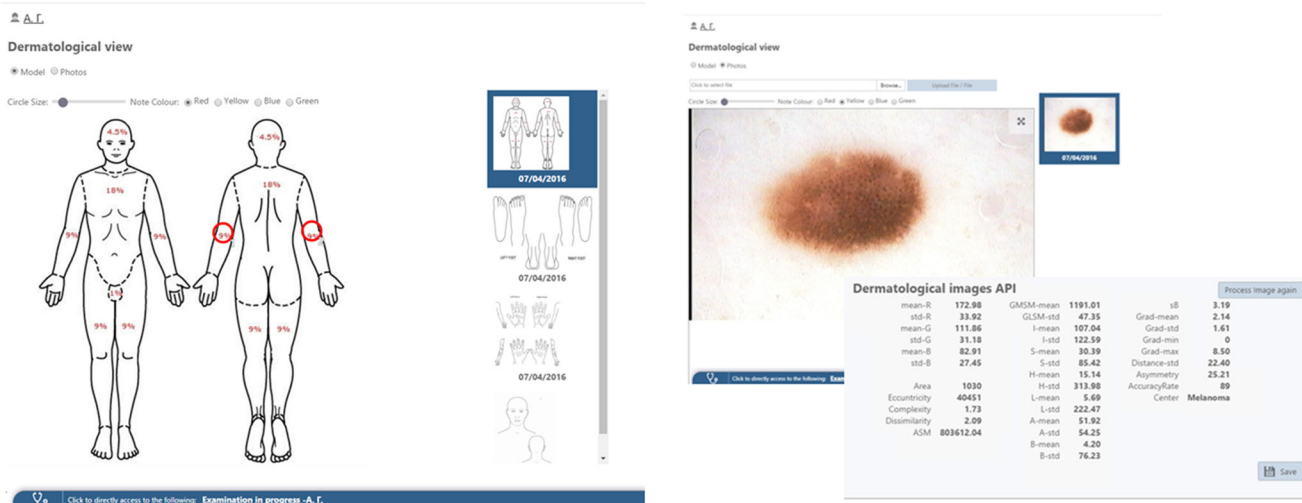 Α. Γ.
Dermatological view
Model Photos
Circle Size: Note Colour: Red Yellow Blue Green
4.5% 4.5%
18% 18%
9% 9% 9% 9%
1%
9% 9% 9% 9%
07/04/2016
LEFT FOOT RIGHT FOOT
07/04/2016
07/04/2016
Click to directly access to the following: Examination in progress -Α. Γ.
Α. Γ.
Dermatological view
Model Photos
Click to select file Browse... Upload File / File
Circle Size: Note Colour: Red Yellow Blue Green
07/04/2016
Click to directly access to the following: Exam
Dermatological images API Process Image again
mean-R 172.98 GMSM-mean 1191.01 sB 3.19
std-R 33.92 GLSM-std 47.35 Grad-mean 2.14
mean-G 111.86 I-mean 107.04 Grad-std 1.61
std-G 31.18 I-std 122.59 Grad-min 0
mean-B 82.91 S-mean 30.39 Grad-max 8.50
std-B 27.45 S-std 85.42 Distance-std 22.40
H-mean 15.14 Asymmetry 25.21
Area 1030 H-std 313.98 AccuracyRate 89
Eccuntricity 40451 L-mean 5.69 Center Melanoma
Complexity 1.73 L-std 222.47
Dissimilarity 2.09 A-mean 51.92
ASM 803612.04 A-std 54.25
B-mean 4.20
B-std 76.23
Save